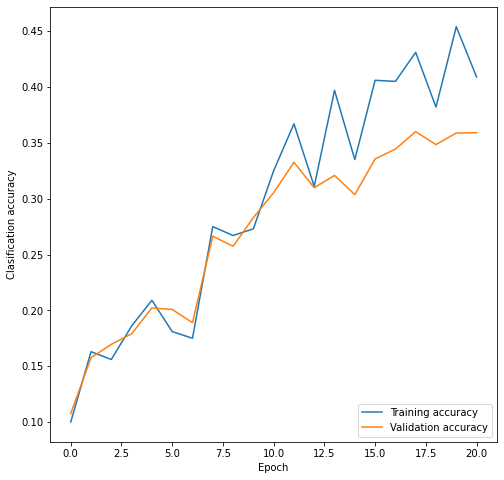 0.45
0.40
0.35
0.30
0.25
0.20
0.15
0.10
Clasification accuracy
0.0 2.5 5.0 7.5 10.0 12.5 15.0 17.5 20.0
Epoch
Training accuracy
Validation accuracy